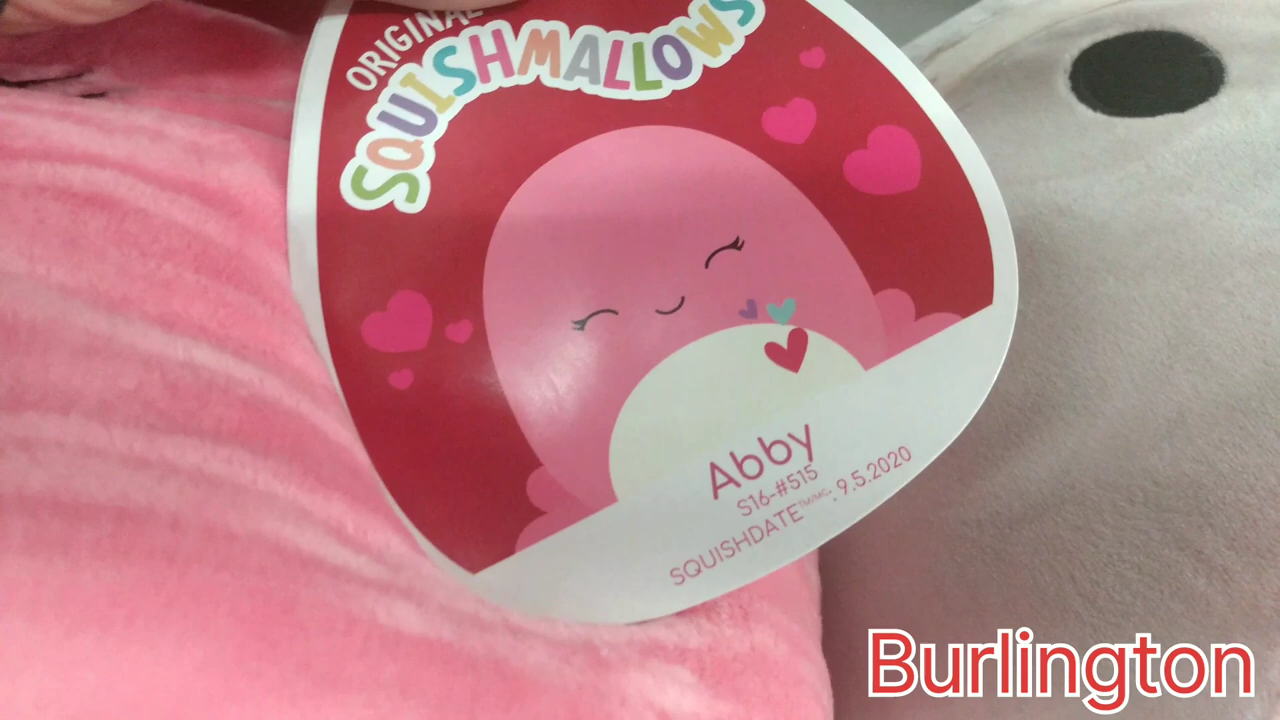 ORIGINAL
SQUISHMALLOWS
Abby
S16-#515
SQUISHDATE™/MC: 9.5.2020
Burlington